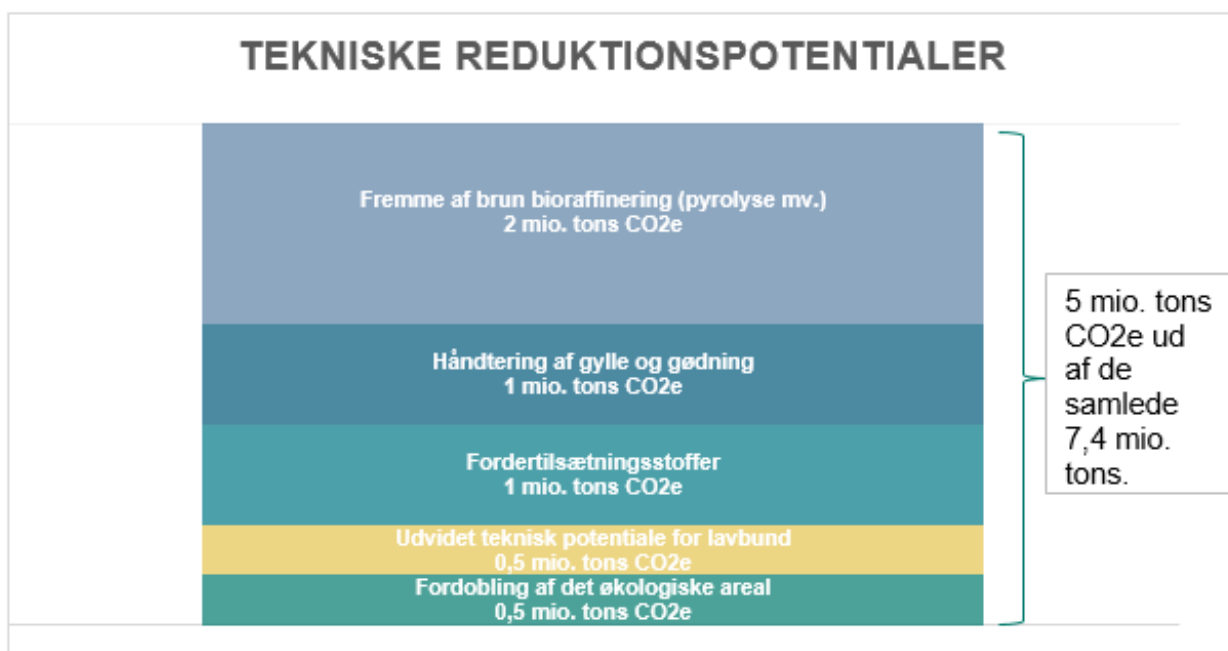 TEKNISKE REDUKTIONSPOTENTIALER
Fremme af brun bioraffinering (pyrolyse mv.)
2 mio. tons CO2e
Håndtering af gylle og gødning
1 mio. tons CO2e
Fordertilsætningsstoffer
1 mio. tons CO2e
Udvidet teknisk potentiale for lavbund
0,5 mio. tons CO2e
Fordobling af det økologiske areal
0,5 mio. tons CO2e
5 mio. tons
CO2e ud
af de
samlede
7,4 mio.
tons.